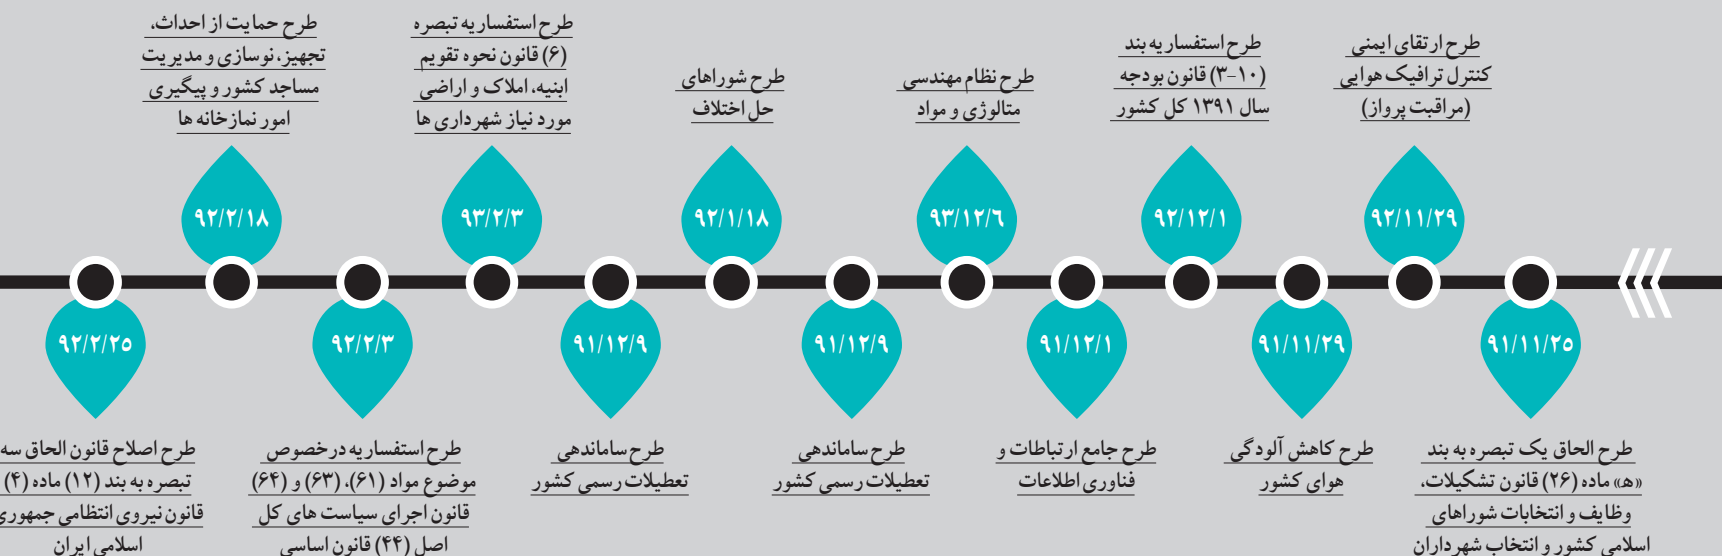 طرح ارتقای ایمنی
کنترل ترافیک هوایی
(مراقبت پرواز)
۹۲/۱۱/۲۹
طرح استفساریه بند
(۱۰-۳) قانون بودجه
سال ۱۳۹۱ کل کشور
۹۲/۱۲/۱
طرح نظام مهندسی
متالوژی و مواد
۹۳/۱۲/٦
طرح شوراهای
حل اختلاف
۹۲/۱/۱۸
طرح استفساریه تبصره
(۶) قانون نحوه تقویم
ابنیه، املاک و اراضی
مورد نیاز شهرداری ها
۹۳/۲/۳
طرح حمایت از احداث،
تجهیز، نوسازی و مدیریت
مساجد کشور و پیگیری
امور نمازخانه ها
۹۲/۲/۱۸
۹۱/۱۱/۲٥
طرح الحاق یک تبصره به بند
«هـ» ماده (۲۶) قانون تشکیلات،
وظایف و انتخابات شوراهای
اسلامی کشور و انتخاب شهرداران
۹۱/۱۱/۲۹
طرح کاهش آلودگی
هوای کشور
۹۱/۱۲/۱
طرح جامع ارتباطات و
فناوری اطلاعات
۹۱/۱۲/۹
طرح ساماندهی
تعطیلات رسمی کشور
۹۱/۱۲/۹
طرح ساماندهی
تعطیلات رسمی کشور
۹۲/۲/۳
طرح استفساریه درخصوص
موضوع مواد (۶۱)، (۶۳) و (۶۴)
قانون اجرای سیاست های کل
اصل (۴۴) قانون اساسی
۹۲/۲/۲٥
طرح اصلاح قانون الحاق سه
تبصره به بند (۱۲) ماده (۴)
قانون نیروی انتظامی جمهوری
اسلامی ایران